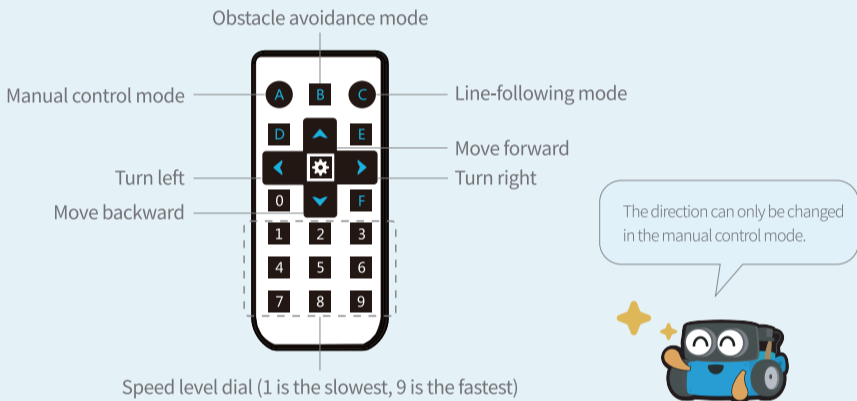 Obstacle avoidance mode
Manual control mode
A
B
C
Line-following mode
D
E
Move forward
Turn left
Turn right
0
F
Move backward
1
2
3
4
5
6
7
8
9
The direction can only be changed
in the manual control mode.
Speed level dial (1 is the slowest, 9 is the fastest)